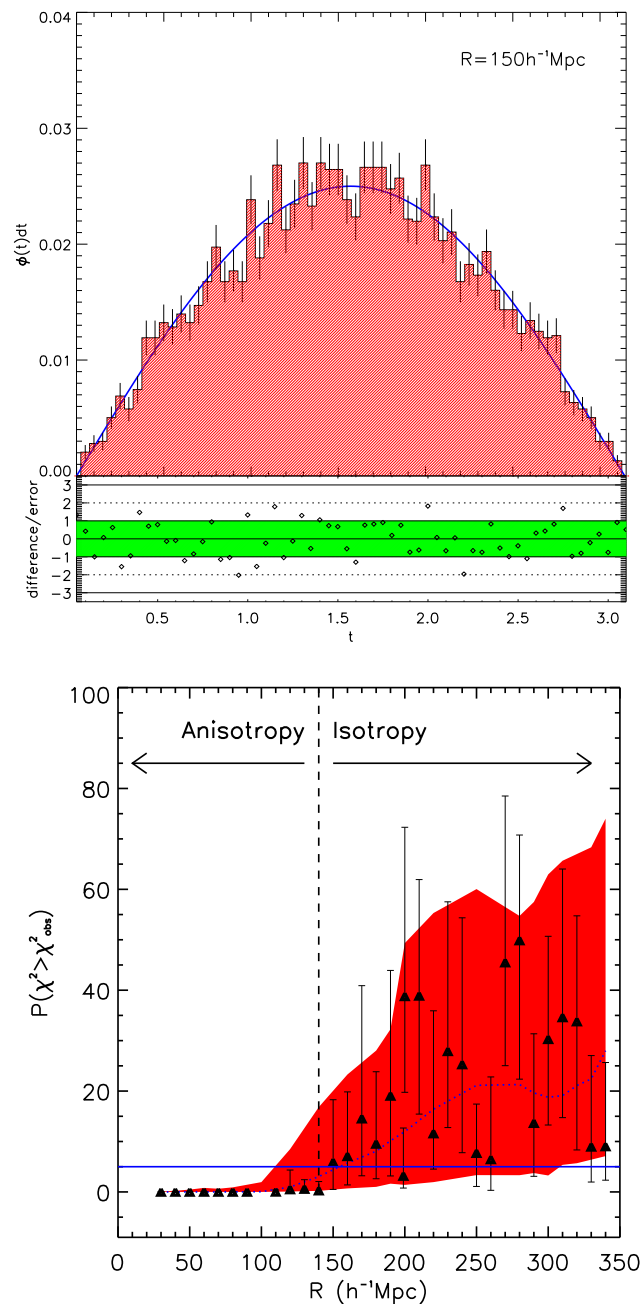 0.04
R=150h⁻¹Mpc
0.03
0.02
0.01
0.00
ϕ(t)dt
3
2
1
0
−1
−2
−3
difference/error
0.5 1.0 1.5 2.0 2.5 3.0
t
100
80
60
40
20
0
Anisotropy Isotropy
P(χ²>χ²obs)
0 50 100 150 200 250 300 350
R (h⁻¹Mpc)